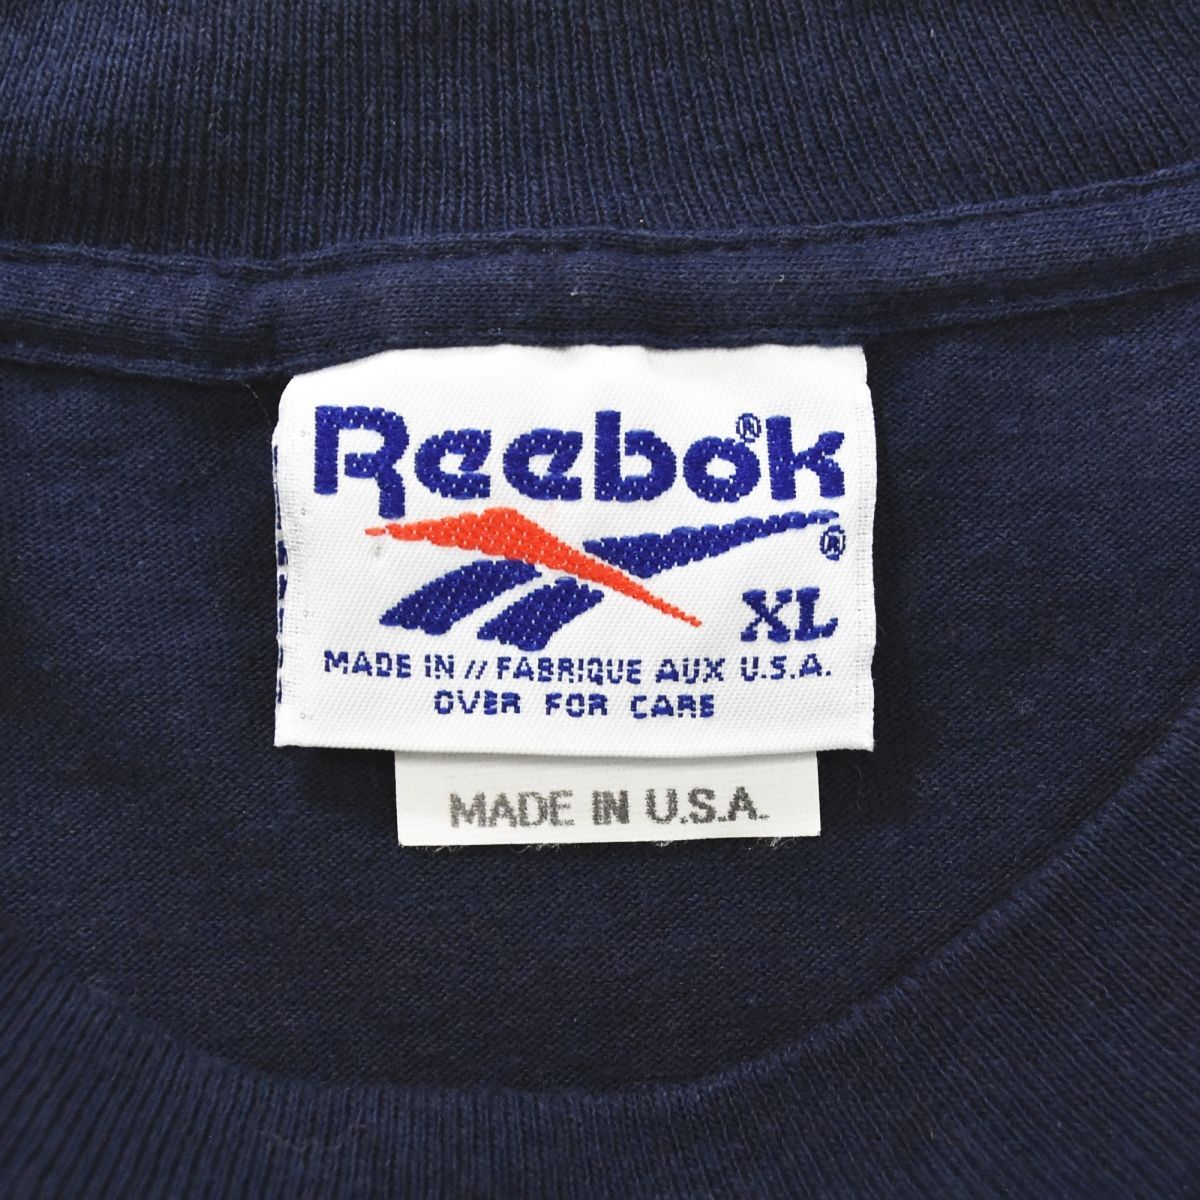 Reebok®
®
XL
MADE IN // FABRIQUE AUX U.S.A.
OVER FOR CARE
MADE IN U.S.A.